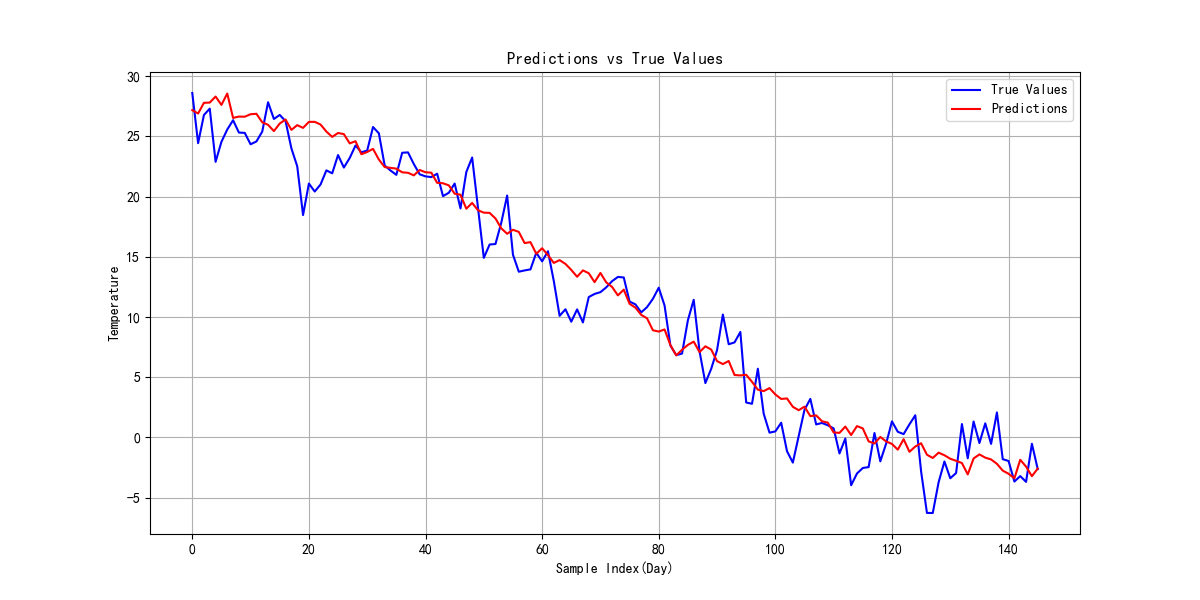 Predictions vs True Values
True Values
Predictions
Temperature
30
25
20
15
10
5
0
−5
0 20 40 60 80 100 120 140
Sample Index(Day)